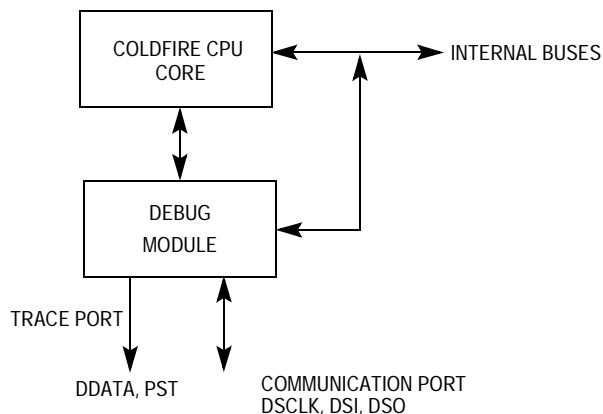 COLDFIRE CPU
CORE
INTERNAL BUSES
DEBUG
MODULE
TRACE PORT
DDATA, PST
COMMUNICATION PORT
DSCLK, DSI, DSO